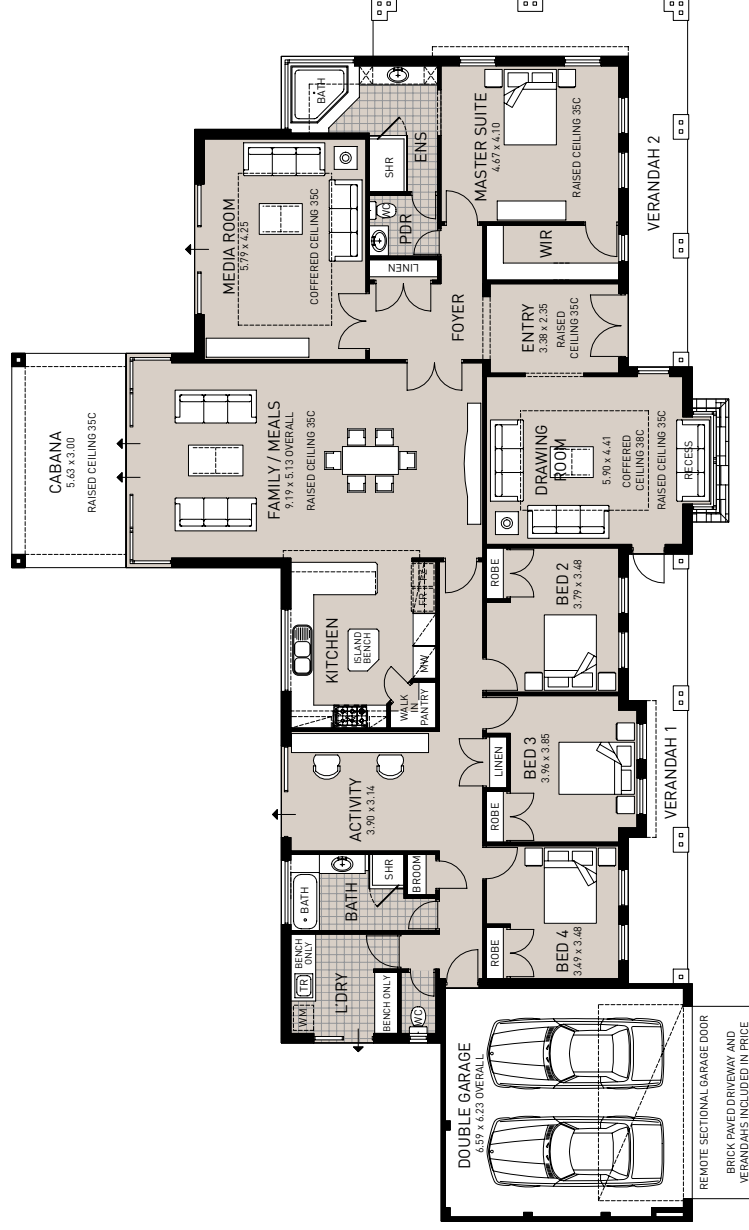 CABANA
5.63 x 3.00
RAISED CEILING 35C
MEDIA ROOM
5.79 x 4.25
COFFERED CEILING 35C
BATH
SHR
ENS
WC
PDR
LINEN
MASTER SUITE
4.67 x 4.10
RAISED CEILING 35C
WIR
VERANDAH 2
FOYER
ENTRY
3.38 x 2.35
RAISED
CEILING 35C
FAMILY / MEALS
9.19 x 5.13 OVERALL
RAISED CEILING 35C
DRAWING
ROOM
5.90 x 4.41
COFFERED
CEILING 38C
RAISED CEILING 35C
RECESS
KITCHEN
ISLAND
BENCH
MW
WALK
IN
PANTRY
ROBE
BED 2
3.79 x 3.48
ACTIVITY
3.90 x 3.14
LINEN
ROBE
BED 3
3.96 x 3.85
VERANDAH 1
BATH
BATH
SHR
BROOM
ROBE
BED 4
3.49 x 3.48
BENCH
ONLY
TR
WM
L'DRY
BENCH ONLY
WC
DOUBLE GARAGE
6.59 x 6.23 OVERALL
REMOTE SECTIONAL GARAGE DOOR
BRICK PAVED DRIVEWAY AND
VERANDAHS INCLUDED IN PRICE